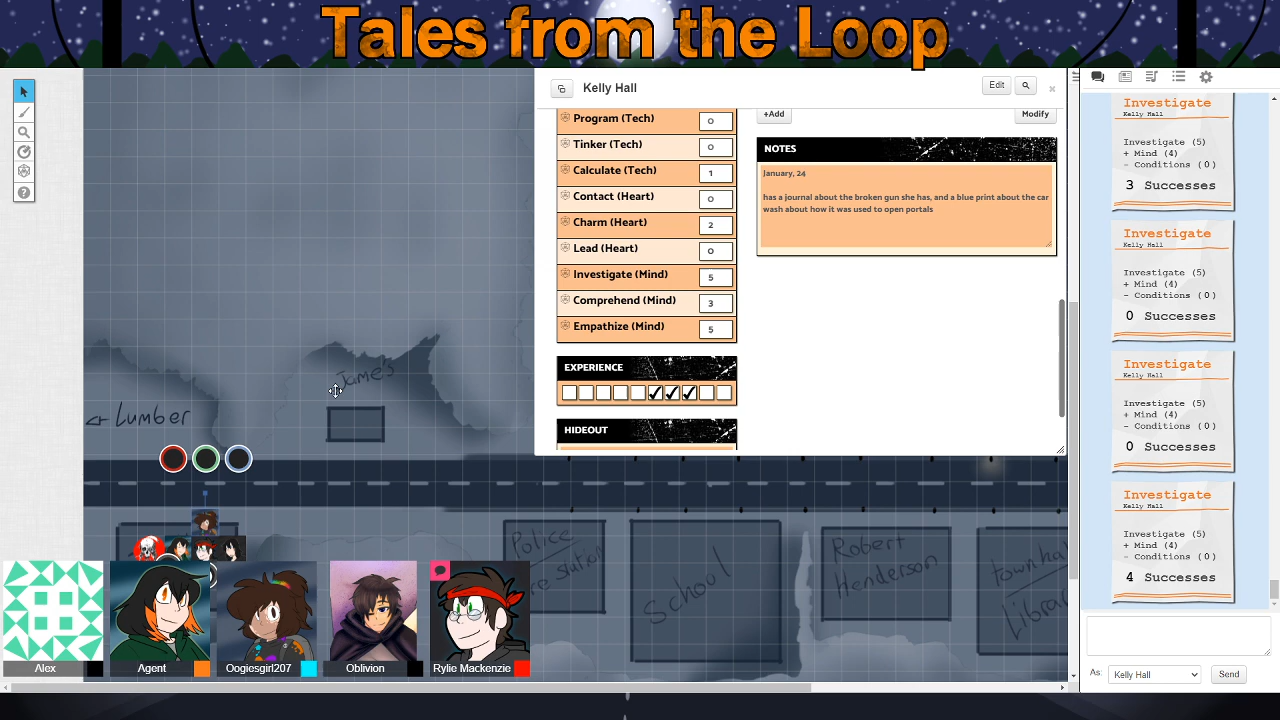 Tales from the Loop
Kelly Hall
Edit
Program (Tech) 0
Tinker (Tech) 0
Calculate (Tech) 1
Contact (Heart) 0
Charm (Heart) 2
Lead (Heart) 0
Investigate (Mind) 5
Comprehend (Mind) 3
Empathize (Mind) 5
EXPERIENCE
HIDEOUT
+Add
Modify
NOTES
January, 24
has a journal about the broken gun she has, and a blue print about the car
wash about how it was used to open portals
Investigate
Kelly Hall
Investigate (5)
+ Mind (4)
- Conditions (0)
3 Successes
Investigate
Kelly Hall
Investigate (5)
+ Mind (4)
- Conditions (0)
0 Successes
Investigate
Kelly Hall
Investigate (5)
+ Mind (4)
- Conditions (0)
0 Successes
Investigate
Kelly Hall
Investigate (5)
+ Mind (4)
- Conditions (0)
4 Successes
As:
Kelly Hall
Send
James
Lumber
Police
station
School
Robert
Henderson
townhall
Alex
Agent
Oogiesgirl207
Oblivion
Rylie Mackenzie